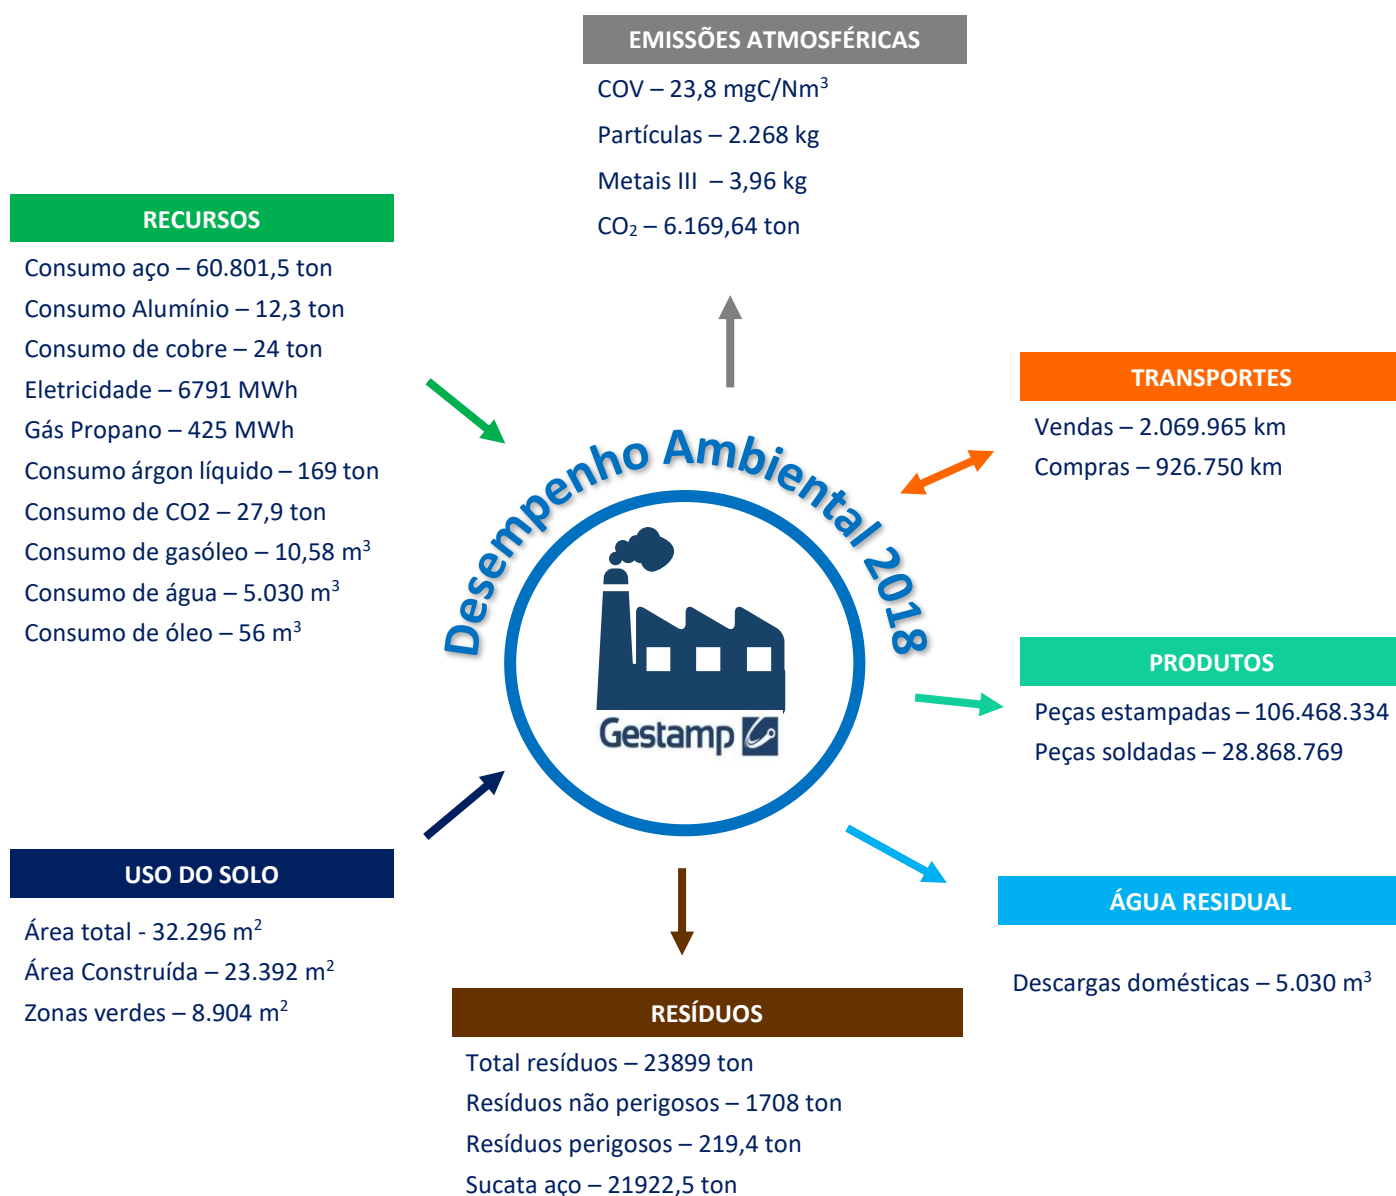 EMISSÕES ATMOSFÉRICAS
COV – 23,8 mgC/Nm³
Partículas – 2.268 kg
Metais III – 3,96 kg
CO₂ – 6.169,64 ton
RECURSOS
Consumo aço – 60.801,5 ton
Consumo Alumínio – 12,3 ton
Consumo de cobre – 24 ton
Eletricidade – 6791 MWh
Gás Propano – 425 MWh
Consumo árgon líquido – 169 ton
Consumo de CO2 – 27,9 ton
Consumo de gasóleo – 10,58 m³
Consumo de água – 5.030 m³
Consumo de óleo – 56 m³
TRANSPORTES
Vendas – 2.069.965 km
Compras – 926.750 km
Desempenho Ambiental 2018
Gestamp
PRODUTOS
Peças estampadas – 106.468.334
Peças soldadas – 28.868.769
USO DO SOLO
Área total - 32.296 m²
Área Construída – 23.392 m²
Zonas verdes – 8.904 m²
ÁGUA RESIDUAL
Descargas domésticas – 5.030 m³
RESÍDUOS
Total resíduos – 23899 ton
Resíduos não perigosos – 1708 ton
Resíduos perigosos – 219,4 ton
Sucata aço – 21922,5 ton